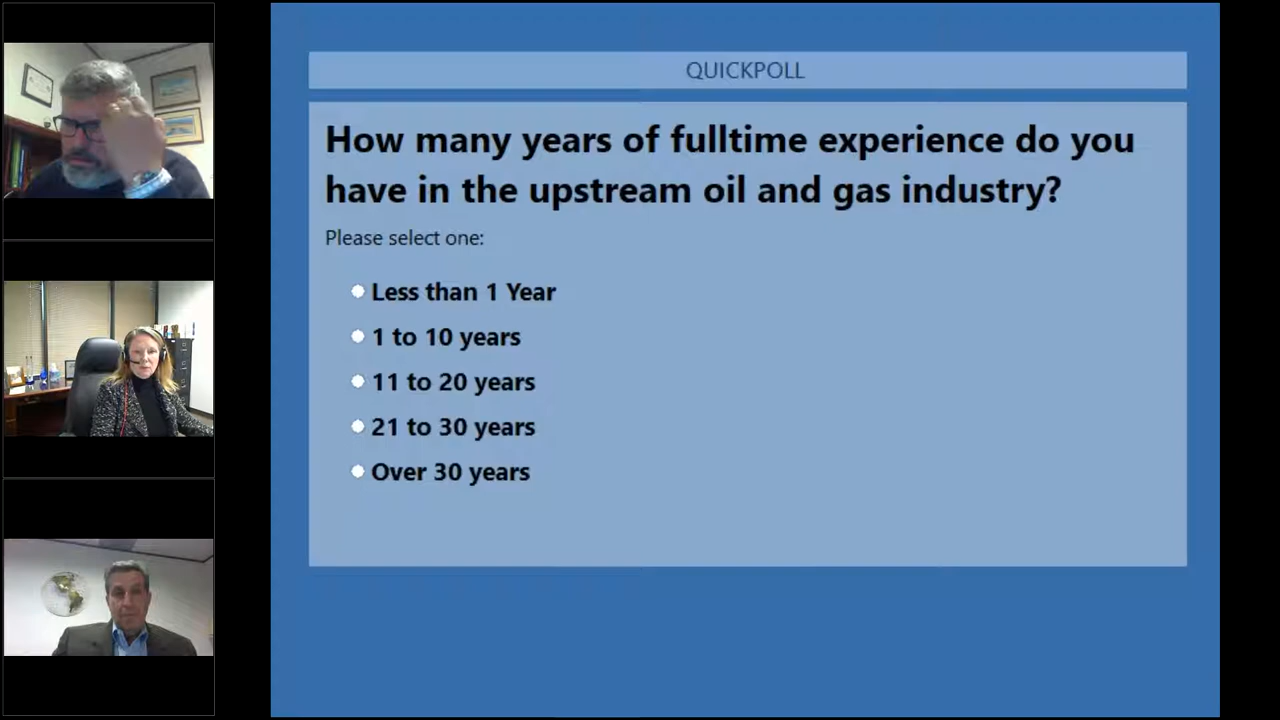 QUICKPOLL
How many years of fulltime experience do you
have in the upstream oil and gas industry?
Please select one:
Less than 1 Year
1 to 10 years
11 to 20 years
21 to 30 years
Over 30 years